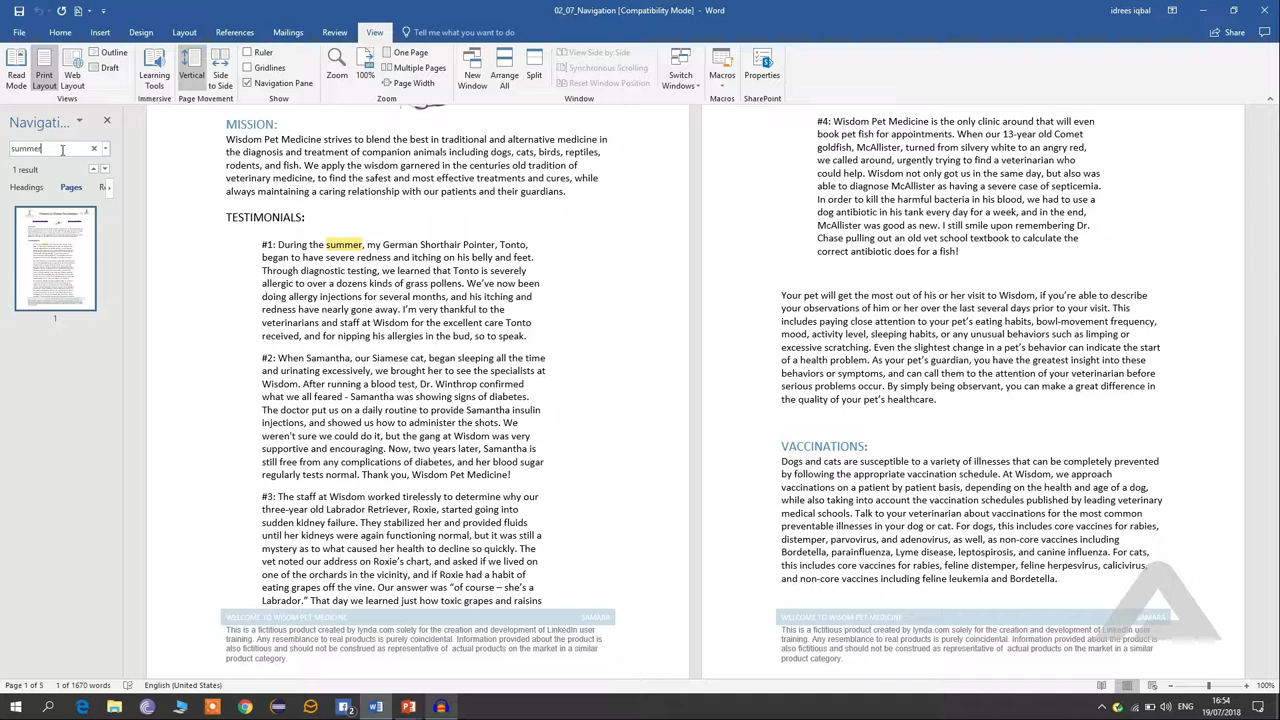 02_07_Navigation [Compatibility Mode] - Word
idrees iqbal
File Home Insert Design Layout References Mailings Review View Tell me what you want to do
Share
Read Mode
Print Layout
Web Layout
Outline
Draft
Views
Learning Tools
Immersive
Vertical
Side to Side
Page Movement
Ruler
Gridlines
Navigation Pane
Show
Zoom
100%
One Page
Multiple Pages
Page Width
Zoom
New Window
Arrange All
Split
View Side by Side
Synchronous Scrolling
Reset Window Position
Window
Switch Windows
Macros
Macros
Properties
SharePoint
Navigati...
summer
1 result
Headings Pages R
1
MISSION:
Wisdom Pet Medicine strives to blend the best in traditional and alternative medicine in
the diagnosis and treatment of companion animals including dogs, cats, birds, reptiles,
rodents, and fish. We apply the wisdom garnered in the centuries old tradition of
veterinary medicine, to find the safest and most effective treatments and cures, while
always maintaining a caring relationship with our patients and their guardians.
TESTIMONIALS:
#1: During the summer, my German Shorthair Pointer, Tonto,
began to have severe redness and itching on his belly and feet.
Through diagnostic testing, we learned that Tonto is severely
allergic to over a dozens kinds of grass pollens. We've now been
doing allergy injections for several months, and his itching and
redness have nearly gone away. I'm very thankful to the
veterinarians and staff at Wisdom for the excellent care Tonto
received, and for nipping his allergies in the bud, so to speak.
#2: When Samantha, our Siamese cat, began sleeping all the time
and urinating excessively, we brought her to see the specialists at
Wisdom. After running a blood test, Dr. Winthrop confirmed
what we all feared - Samantha was showing signs of diabetes.
The doctor put us on a daily routine to provide Samantha insulin
injections, and showed us how to administer the shots. We
weren't sure we could do it, but the gang at Wisdom was very
supportive and encouraging. Now, two years later, Samantha is
still free from any complications of diabetes, and her blood sugar
regularly tests normal. Thank you, Wisdom Pet Medicine!
#3: The staff at Wisdom worked tirelessly to determine why our
three-year old Labrador Retriever, Roxie, started going into
sudden kidney failure. They stabilized her and provided fluids
until her kidneys were again functioning normal, but it was still a
mystery as to what caused her health to decline so quickly. The
vet noted our address on Roxie's chart, and asked if we lived on
one of the orchards in the vicinity, and if Roxie had a habit of
eating grapes off the vine. Our answer was “of course – she's a
Labrador.” That day we learned just how toxic grapes and raisins
WELCOME TO WISOM PET MEDICINE SAMARA
This is a fictitious product created by lynda.com solely for the creation and development of LinkedIn user
training. Any resemblance to real products is purely coincidental. Information provided about the product is
also fictitious and should not be construed as representative of actual products on the market in a similar
product category.
#4: Wisdom Pet Medicine is the only clinic around that will even
book pet fish for appointments. When our 13-year old Comet
goldfish, McAllister, turned from silvery white to an angry red,
we called around, urgently trying to find a veterinarian who
could help. Wisdom not only got us in the same day, but also was
able to diagnose McAllister as having a severe case of septicemia.
In order to kill the harmful bacteria in his blood, we had to use a
dog antibiotic in his tank every day for a week, and in the end,
McAllister was good as new. I still smile upon remembering Dr.
Chase pulling out an old vet school textbook to calculate the
correct antibiotic does for a fish!
Your pet will get the most out of his or her visit to Wisdom, if you're able to describe
your observations of him or her over the last several days prior to your visit. This
includes paying close attention to your pet's eating habits, bowl-movement frequency,
mood, activity level, sleeping habits, or any unusual behaviors such as limping or
excessive scratching. Even the slightest change in a pet's behavior can indicate the start
of a health problem. As your pet's guardian, you have the greatest insight into these
behaviors or symptoms, and can call them to the attention of your veterinarian before
serious problems occur. By simply being observant, you can make a great difference in
the quality of your pet's healthcare.
VACCINATIONS:
Dogs and cats are susceptible to a variety of illnesses that can be completely prevented
by following the appropriate vaccination schedule. At Wisdom, we approach
vaccinations on a patient by patient basis, depending on the health and age of a dog,
while also taking into account the vaccination schedules published by leading veterinary
medical schools. Talk to your veterinarian about vaccinations for the most common
preventable illnesses in your dog or cat. For dogs, this includes core vaccines for rabies,
distemper, parvovirus, and adenovirus, as well, as non-core vaccines including
Bordetella, parainfluenza, Lyme disease, leptospirosis, and canine influenza. For cats,
this includes core vaccines for rabies, feline distemper, feline herpesvirus, calicivirus,
and non-core vaccines including feline leukemia and Bordetella.
WELCOME TO WISOM PET MEDICINE SAMARA
This is a fictitious product created by lynda.com solely for the creation and development of LinkedIn user
training. Any resemblance to real products is purely coincidental. Information provided about the product is
also fictitious and should not be construed as representative of actual products on the market in a similar
product category.
Page 1 of 5 1 of 1670 words English (United States) 100%
ENG
16:54
19/07/2018